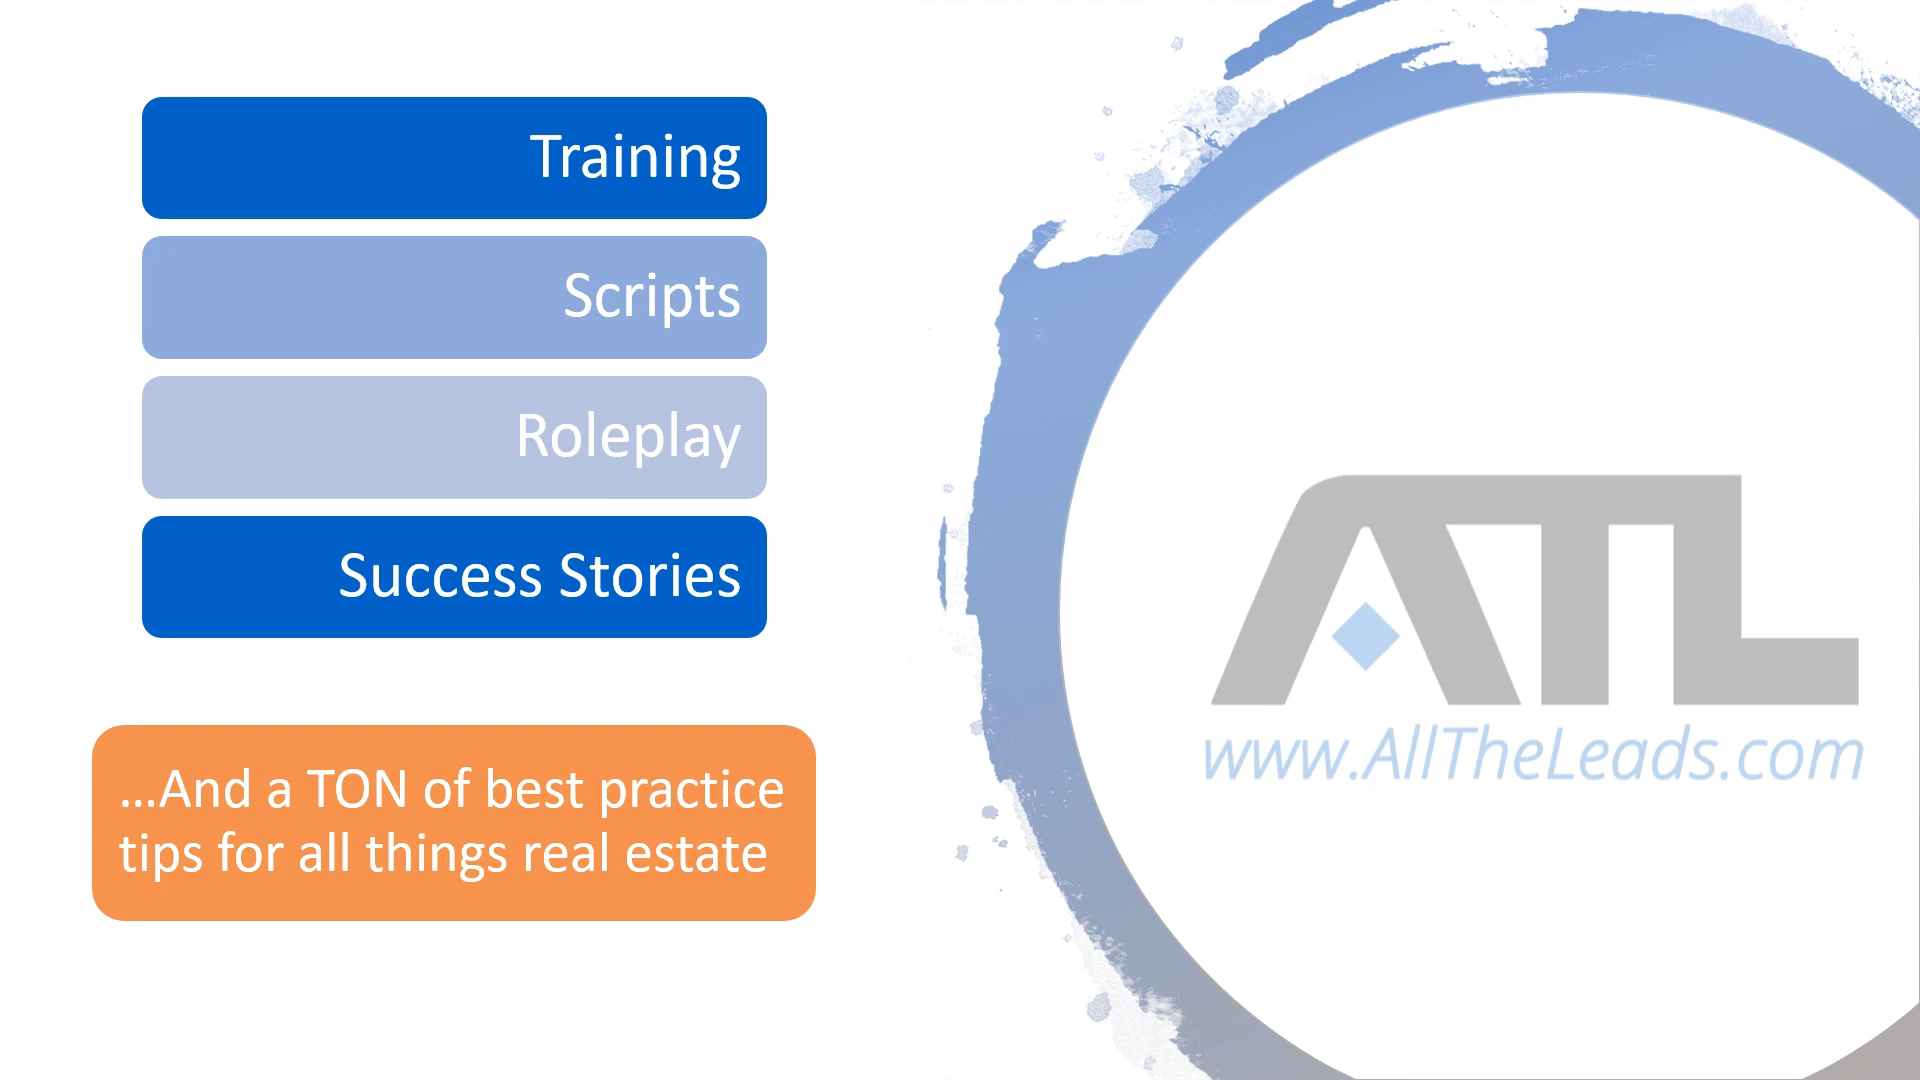 Training
Scripts
Roleplay
Success Stories
...And a TON of best practice
tips for all things real estate
ATL
www.AllTheLeads.com